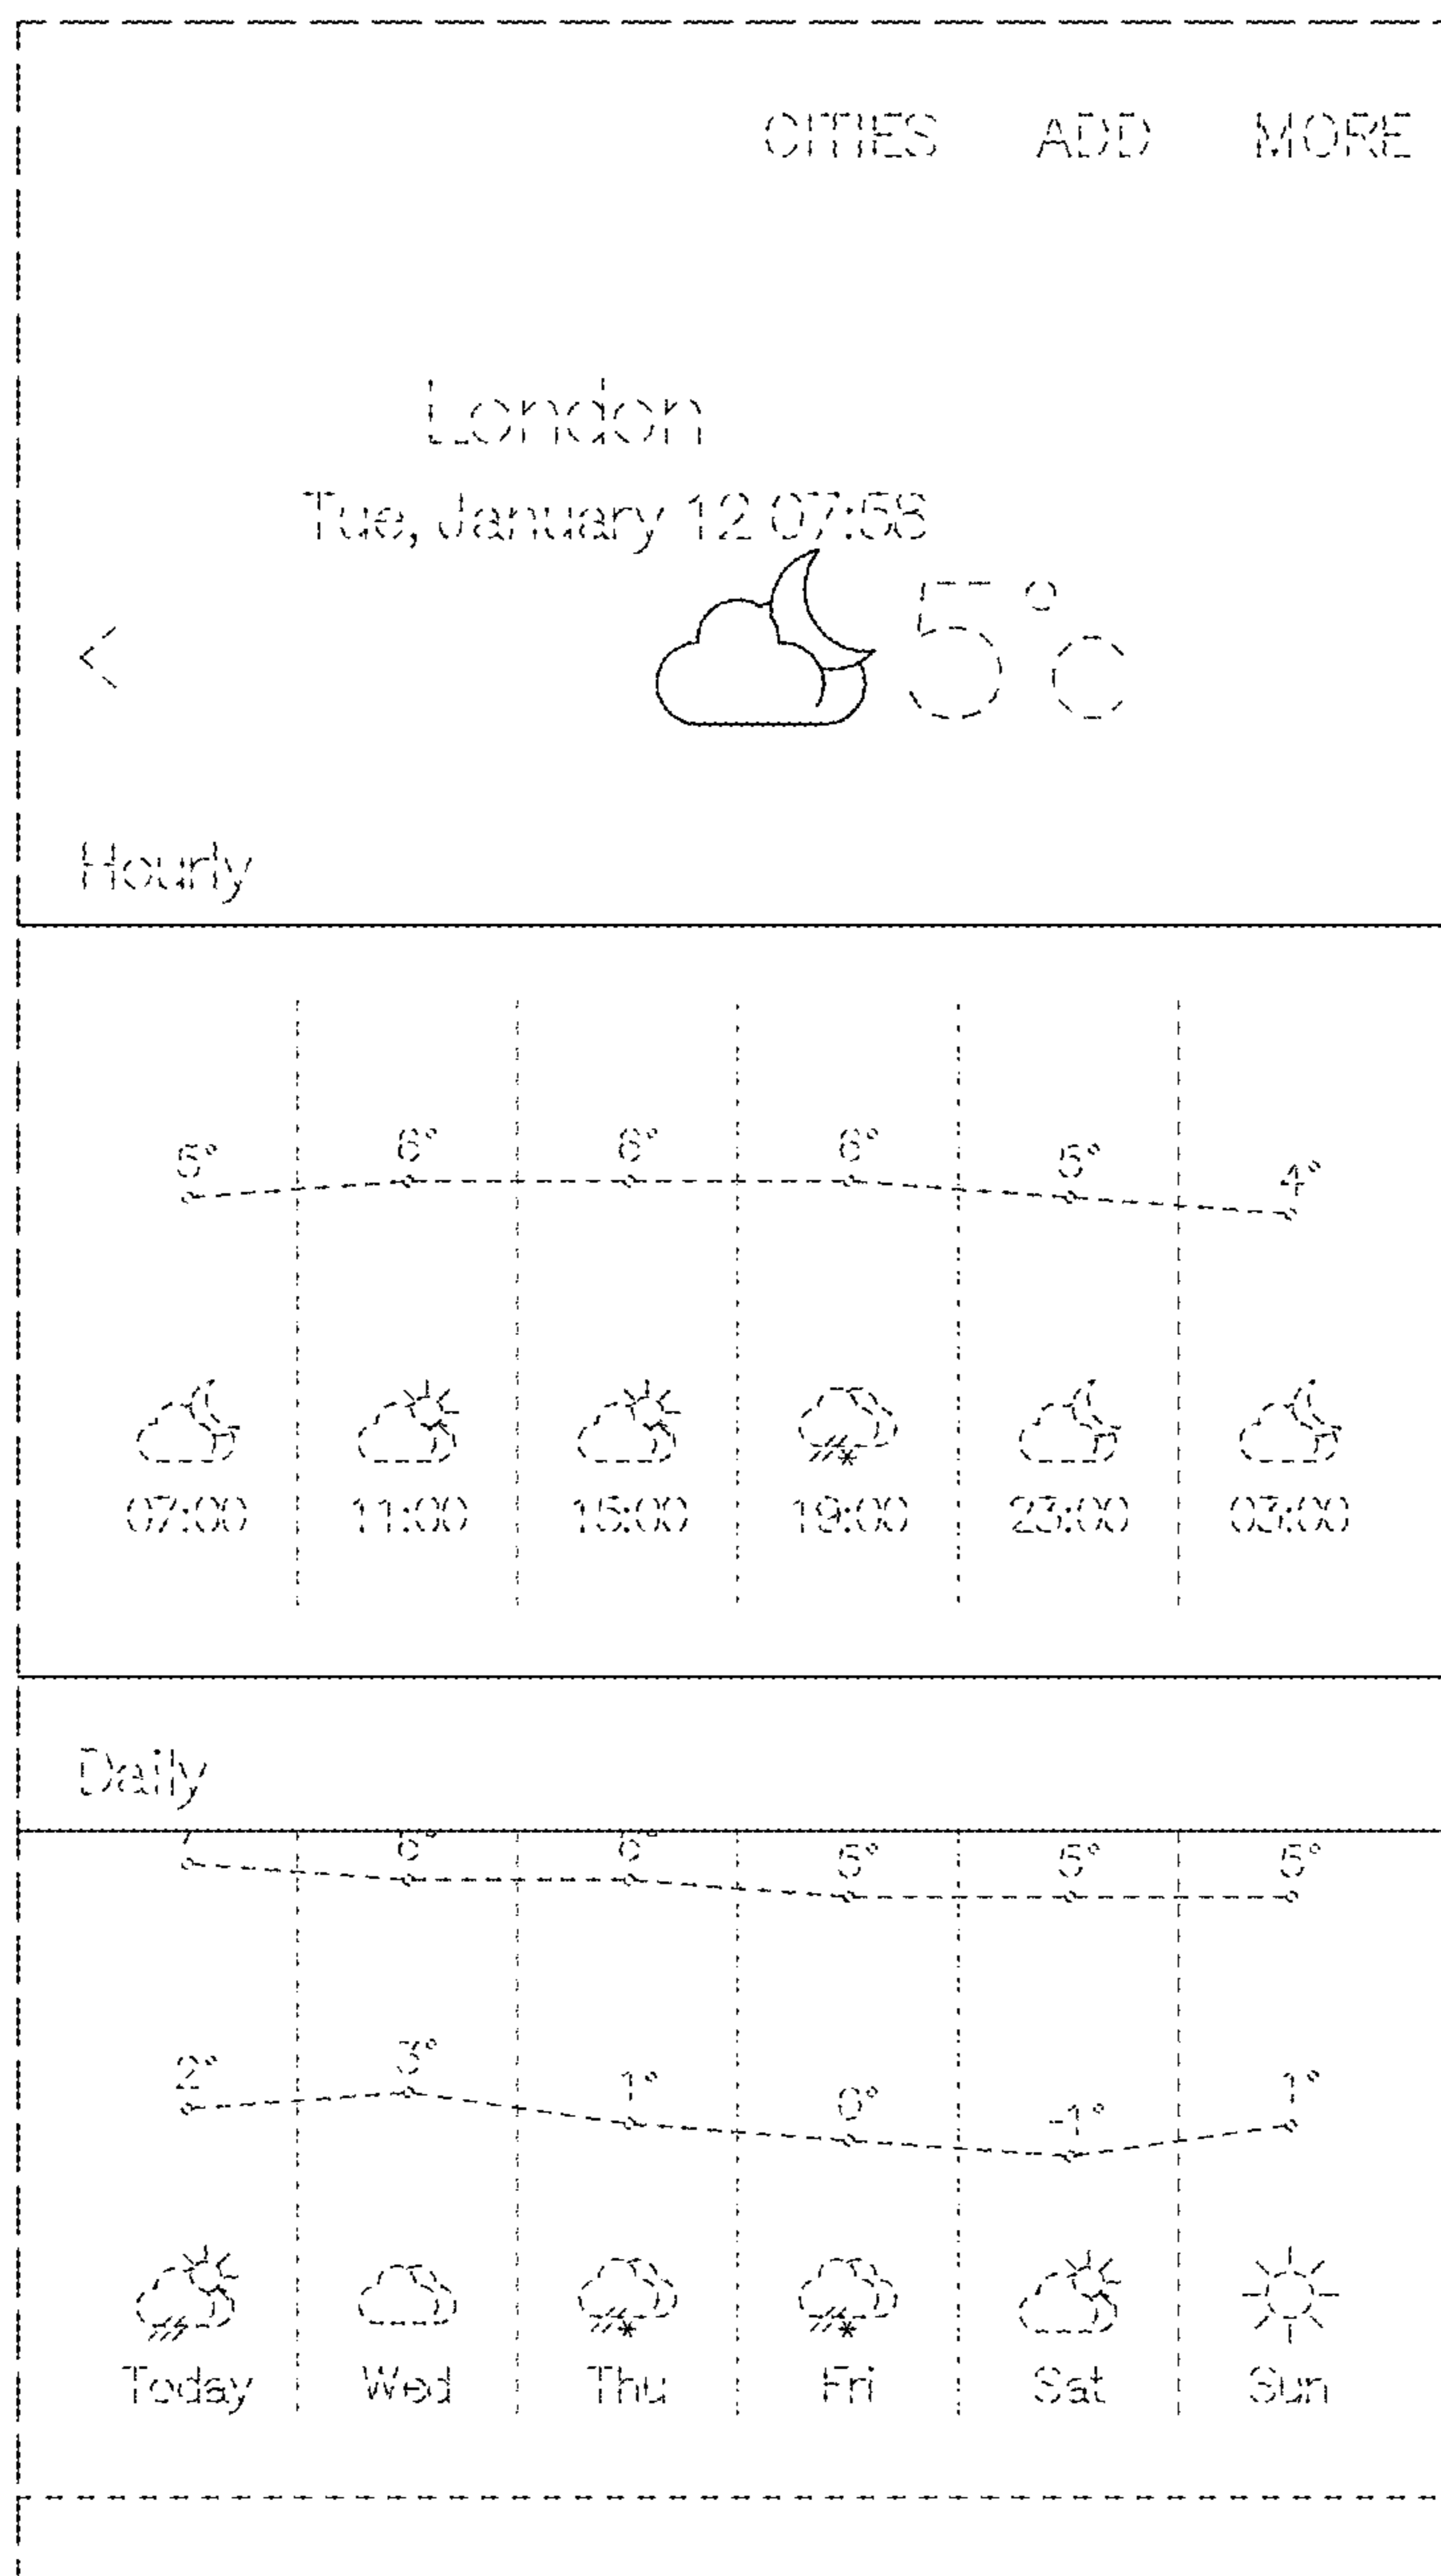 CITIES ADD MORE
London
Tue, January 12 07:58
5°c
Hourly
5° 6° 6° 6° 5° 4°
07:00 11:00 15:00 19:00 23:00 03:00
Daily
6° 6° 5° 5° 5°
2° 3° 1° 0° -1° 1°
Today Wed Thu Fri Sat Sun